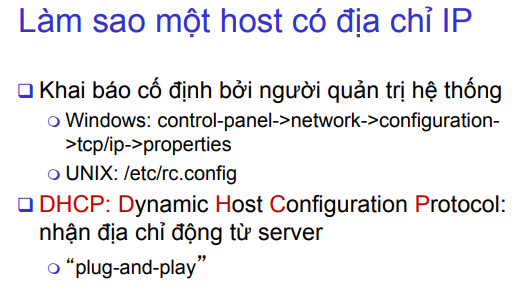 Làm sao một host có địa chỉ IP
Khai báo cố định bởi người quản trị hệ thống
Windows: control-panel->network->configuration-
>tcp/ip->properties
UNIX: /etc/rc.config
DHCP: Dynamic Host Configuration Protocol:
nhận địa chỉ động từ server
“plug-and-play”